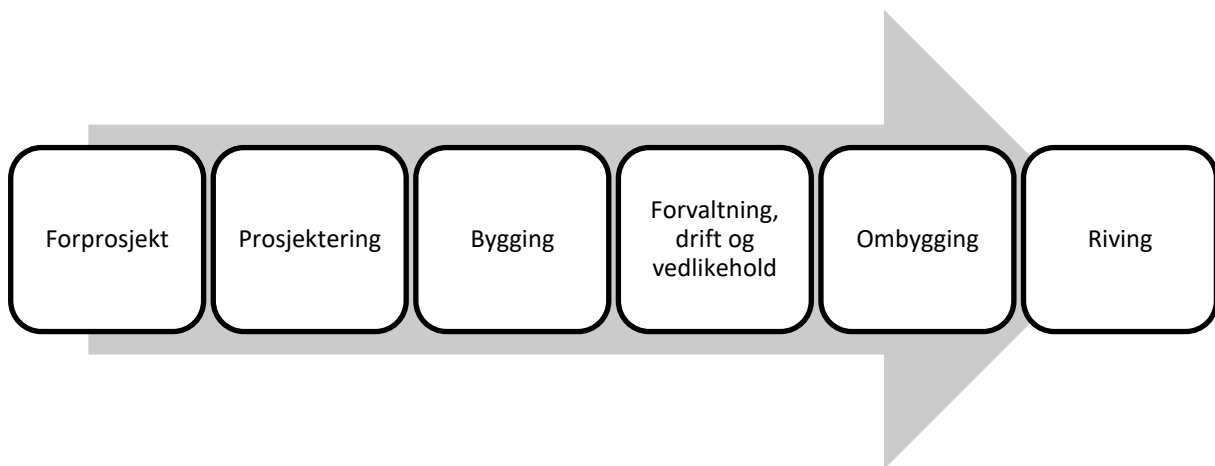 Forprosjekt
Prosjektering
Bygging
Forvaltning,
drift og
vedlikehold
Ombygging
Riving